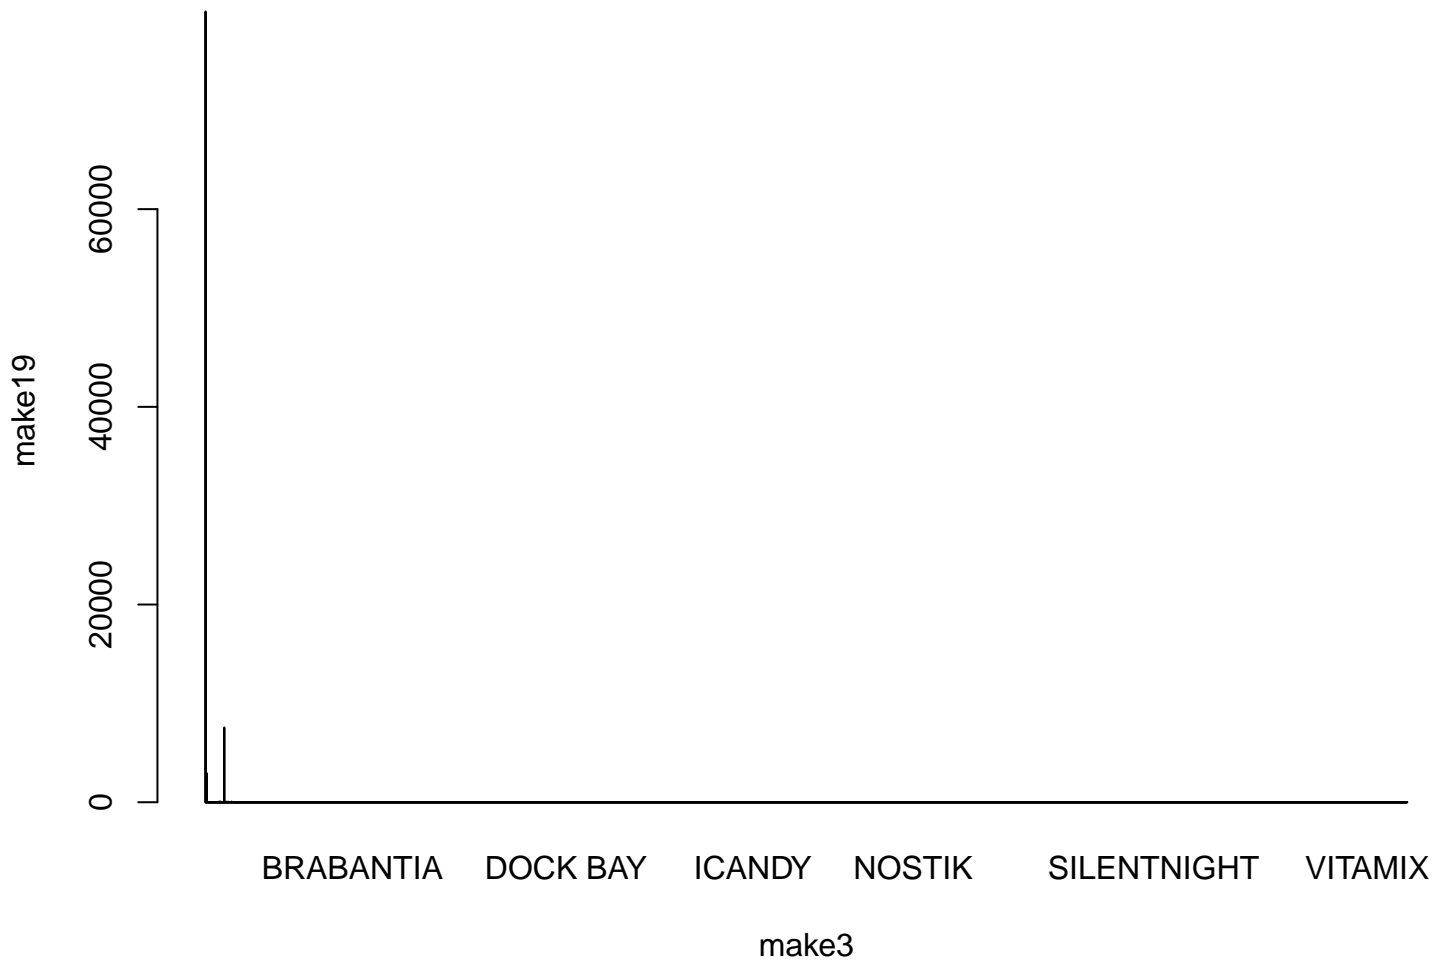 make19
60000
40000
20000
0
BRABANTIA DOCK BAY ICANDY NOSTIK SILENTNIGHT VITAMIX
make3